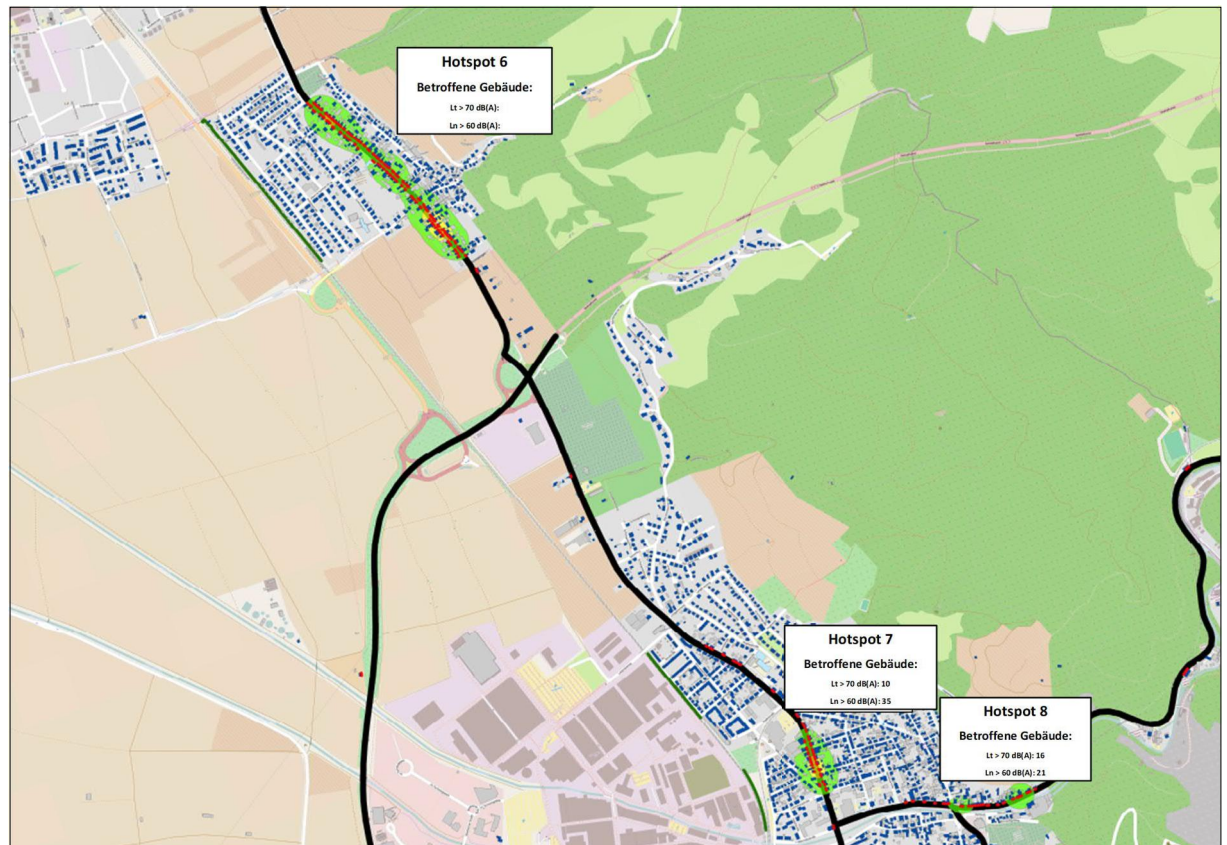 Hotspot 6
Betroffene Gebäude:
Lt > 70 dB(A):
Ln > 60 dB(A):
Hotspot 7
Betroffene Gebäude:
Lt > 70 dB(A): 10
Ln > 60 dB(A): 35
Hotspot 8
Betroffene Gebäude:
Lt > 70 dB(A): 16
Ln > 60 dB(A): 21